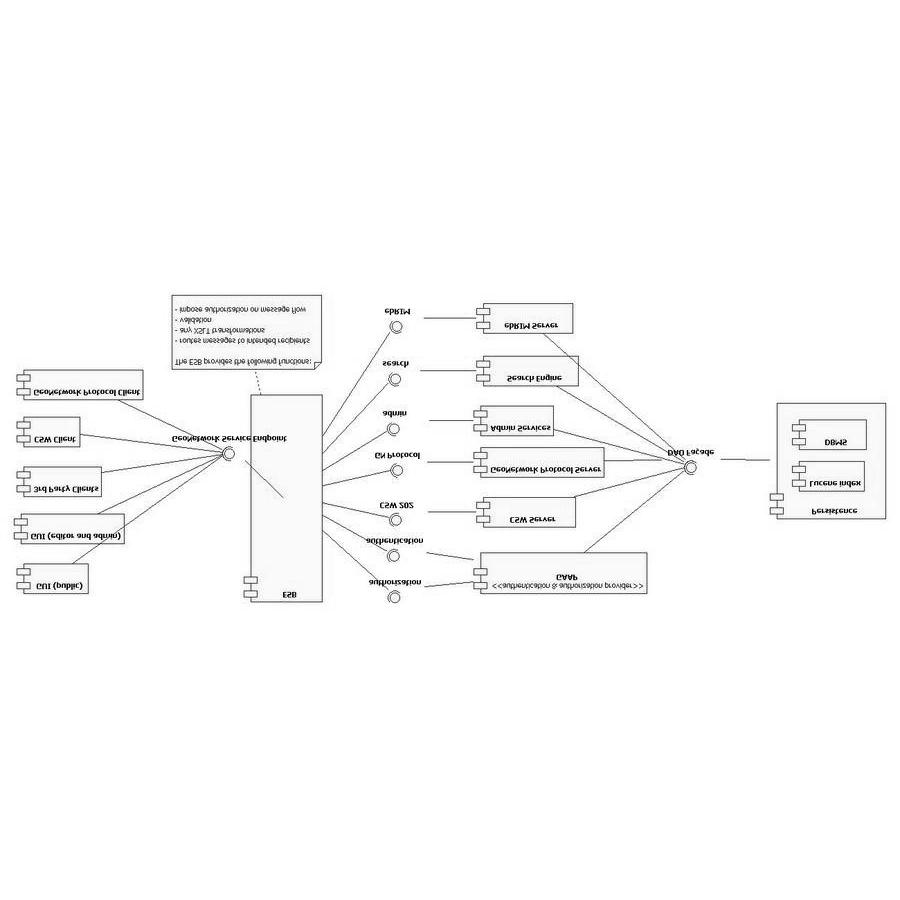 GUI (public)
GUI (editor and admin)
3rd Party Clients
CSW Client
GeoNetwork Protocol Client
GeoNetwork Service Endpoint
ESB
The ESB provides the following functions:
- routes messages to intended recipients
- any XSLT transformations
- validation
- impose authorization on message flow
authorization
authentication
CSW 202
GN Protocol
admin
search
ebRIM
<<authentication & authorization provider>>
GAAP
CSW Server
GeoNetwork Protocol Server
Admin Services
Search Engine
ebRIM Server
DAO Façade
Persistence
Lucene index
DBMS